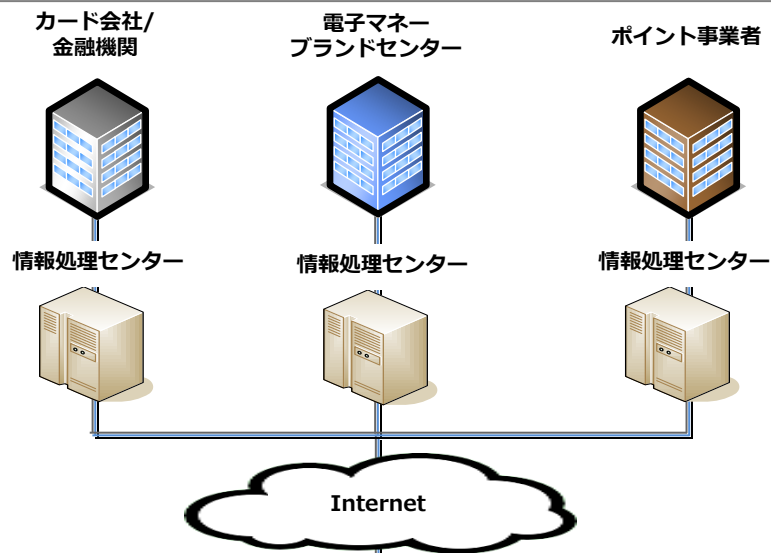 カード会社/
金融機関
電子マネー
ブランドセンター
ポイント事業者
情報処理センター
情報処理センター
情報処理センター
Internet